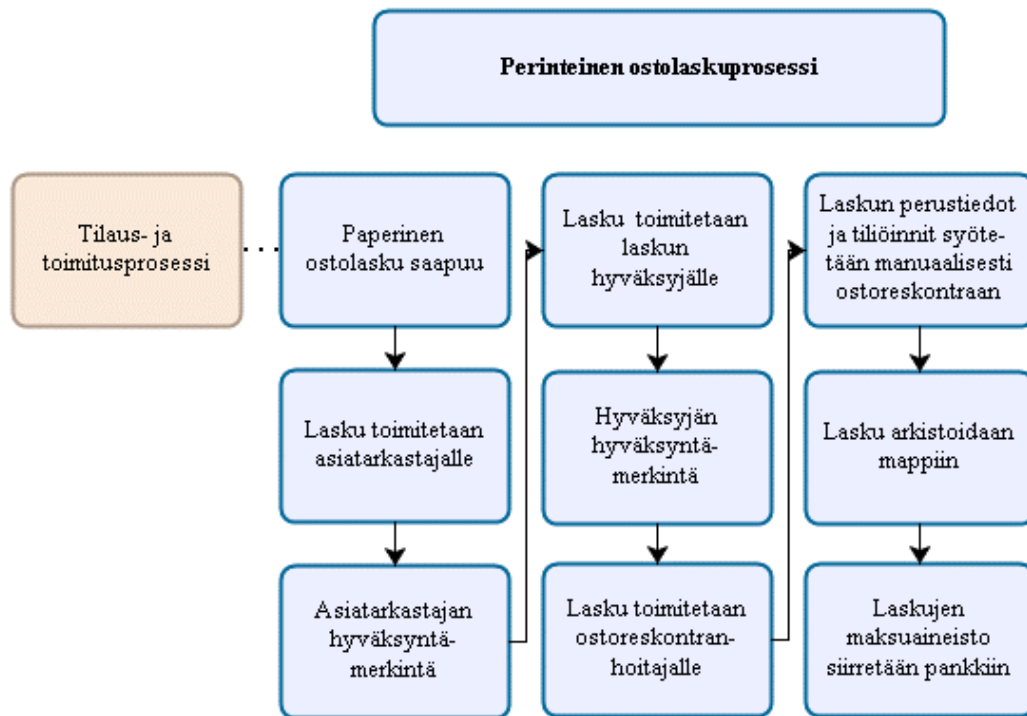 Perinteinen ostolaskuprosessi
Tilaus- ja
toimitusprosessi
Paperinen
ostolasku saapuu
Lasku toimitetaan
asiatarkastajalle
Asiatarkastajan
hyväksyntä-
merkintä
Lasku toimitetaan
laskun
hyväksyjälle
Hyväksyjän
hyväksyntä-
merkintä
Lasku toimitetaan
ostoreskontran-
hoitajalle
Laskun perustiedot
ja tiliöinnit syöte-
tään manuaalisesti
ostoreskontraan
Lasku arkistoidaan
mappiin
Laskujen
maksuaineisto
siirretään pankkiin